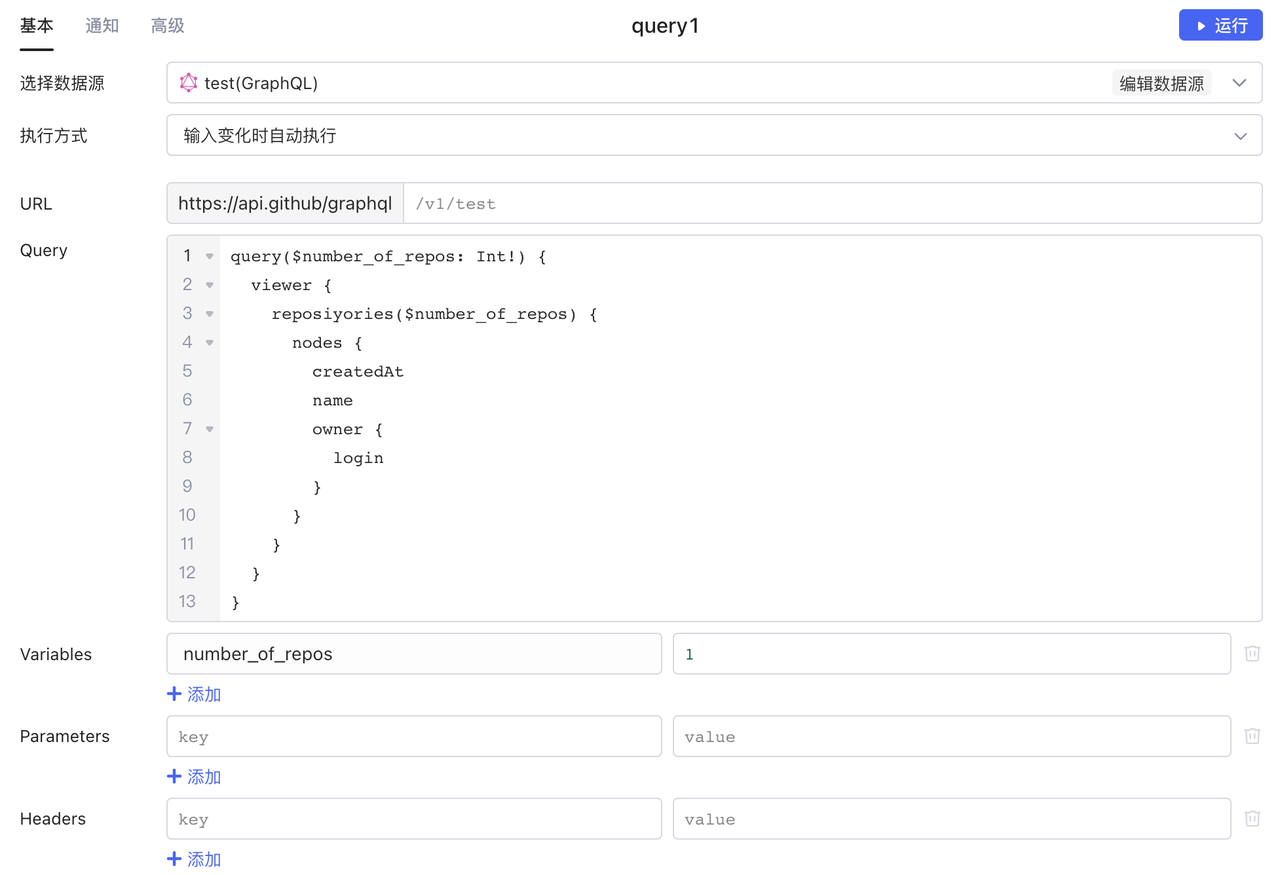 基本 通知 高级 query1 运行
选择数据源 test(GraphQL) 编辑数据源
执行方式 输入变化时自动执行
URL https://api.github/graphql /v1/test
Query
1 query($number_of_repos: Int!) {
2 viewer {
3 reposiyories($number_of_repos) {
4 nodes {
5 createdAt
6 name
7 owner {
8 login
9 }
10 }
11 }
12 }
13 }
Variables number_of_repos 1
添加
Parameters key value
添加
Headers key value
添加